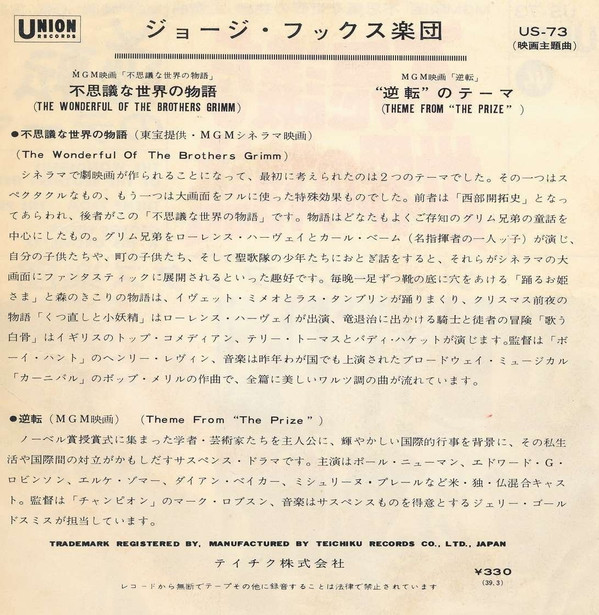 UNION
RECORDS
ジョージ・フックス楽団
US-73
(映画主題曲)
MGM映画「不思議な世界の物語」
不思議な世界の物語
(THE WONDERFUL OF THE BROTHERS GRIMM)
MGM映画「逆転」
“逆転”のテーマ
(THEME FROM “THE PRIZE” )
●不思議な世界の物語(東宝提供・MGMシネラマ映画)
(The Wonderful Of The Brothers Grimm)
シネラマで劇映画が作られることになって、最初に考えられたのは2つのテーマでした。その一つはス
ペクタクルなもの、もう一つは大画面をフルに使った特殊効果ものでした。前者は「西部開拓史」となっ
てあらわれ、後者がこの「不思議な世界の物語」です。物語はどなたもよくご存知のグリム兄弟の童話を
中心にしたもの。グリム兄弟をローレンス・ハーヴェイとカール・ベーム(名指揮者の一人ッ子)が演じ、
自分の子供たちや、町の子供たち、そして聖歌隊の少年たちにおとぎ話をすると、それらがシネラマの大
画面にファンタスティックに展開されるといった趣好です。毎晩一足ずつ靴の底に穴をあける「踊るお姫
さま」と森のきこりの物語は、イヴェット・ミメオとラス・タンブリンが踊りまくり、クリスマス前夜の
物語「くつ直しと小妖精」はローレンス・ハーヴェイが出演、竜退治に出かける騎士と徒者の冒険「歌う
白骨」はイギリスのトップ・コメディアン、テリー・トーマスとバディ・ハケットが演じます。監督は「ボ
ーイ・ハント」のヘンリー・レヴィン、音楽は昨年わが国でも上演されたブロードウェイ・ミュージカル
「カーニバル」のボッブ・メリルの作曲で、全篇に美しいワルツ調の曲が流れています。
●逆転(MGM映画) (Theme From “The Prize” )
ノーベル賞授賞式に集まった学者・芸術家たちを主人公に、輝やかしい国際的行事を背景に、その私生
活や国際間の対立がかもしだすサスペンス・ドラマです。主演はポール・ニューマン、エドワード・G・
ロビンソン、エルケ・ゾマー、ダイアン・ベイカー、ミシュリーヌ・プレールなど米・独・仏混合キャス
ト。監督は「チャンピオン」のマーク・ロブスン、音楽はサスペンスものを得意とするジェリー・ゴール
ドスミスが担当しています。
TRADEMARK REGISTERED BY, MANUFACTURED BY TEICHIKU RECORDS CO., LTD., JAPAN
テイチク株式会社
¥330
(39.3)
レコードから無断でテープその他に録音することは法律で禁止されています